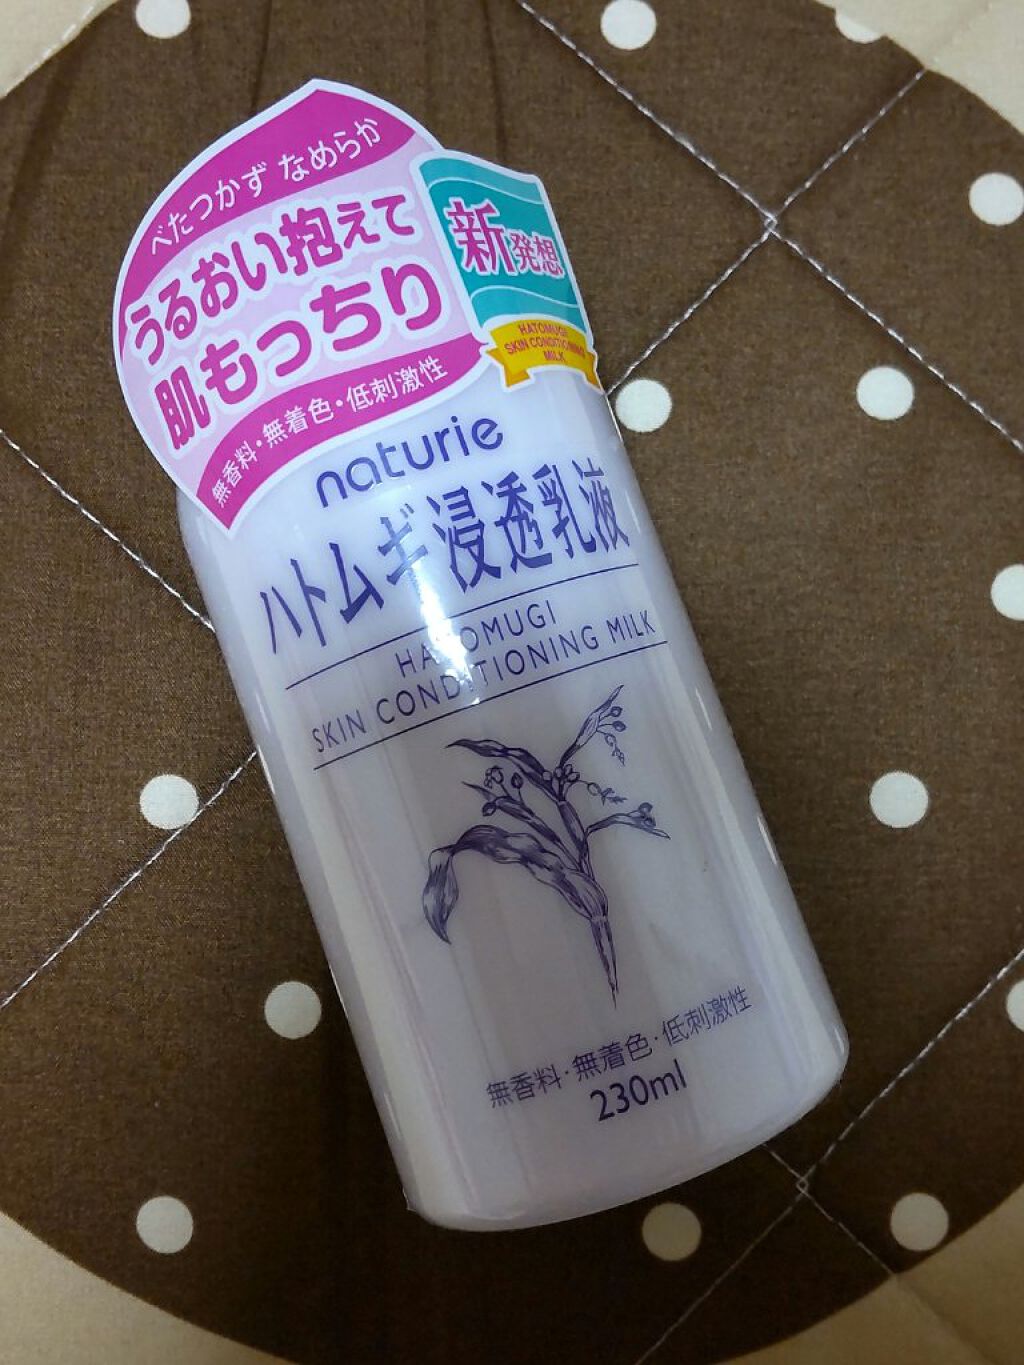 べたつかず なめらか
うるおい抱えて
肌もっちり
無香料・無着色・低刺激性
新発想
HATOMUGI
SKIN CONDITIONING
MILK
naturie
ハトムギ浸透乳液
HATOMUGI
SKIN CONDITIONING MILK
無香料・無着色・低刺激性
230ml